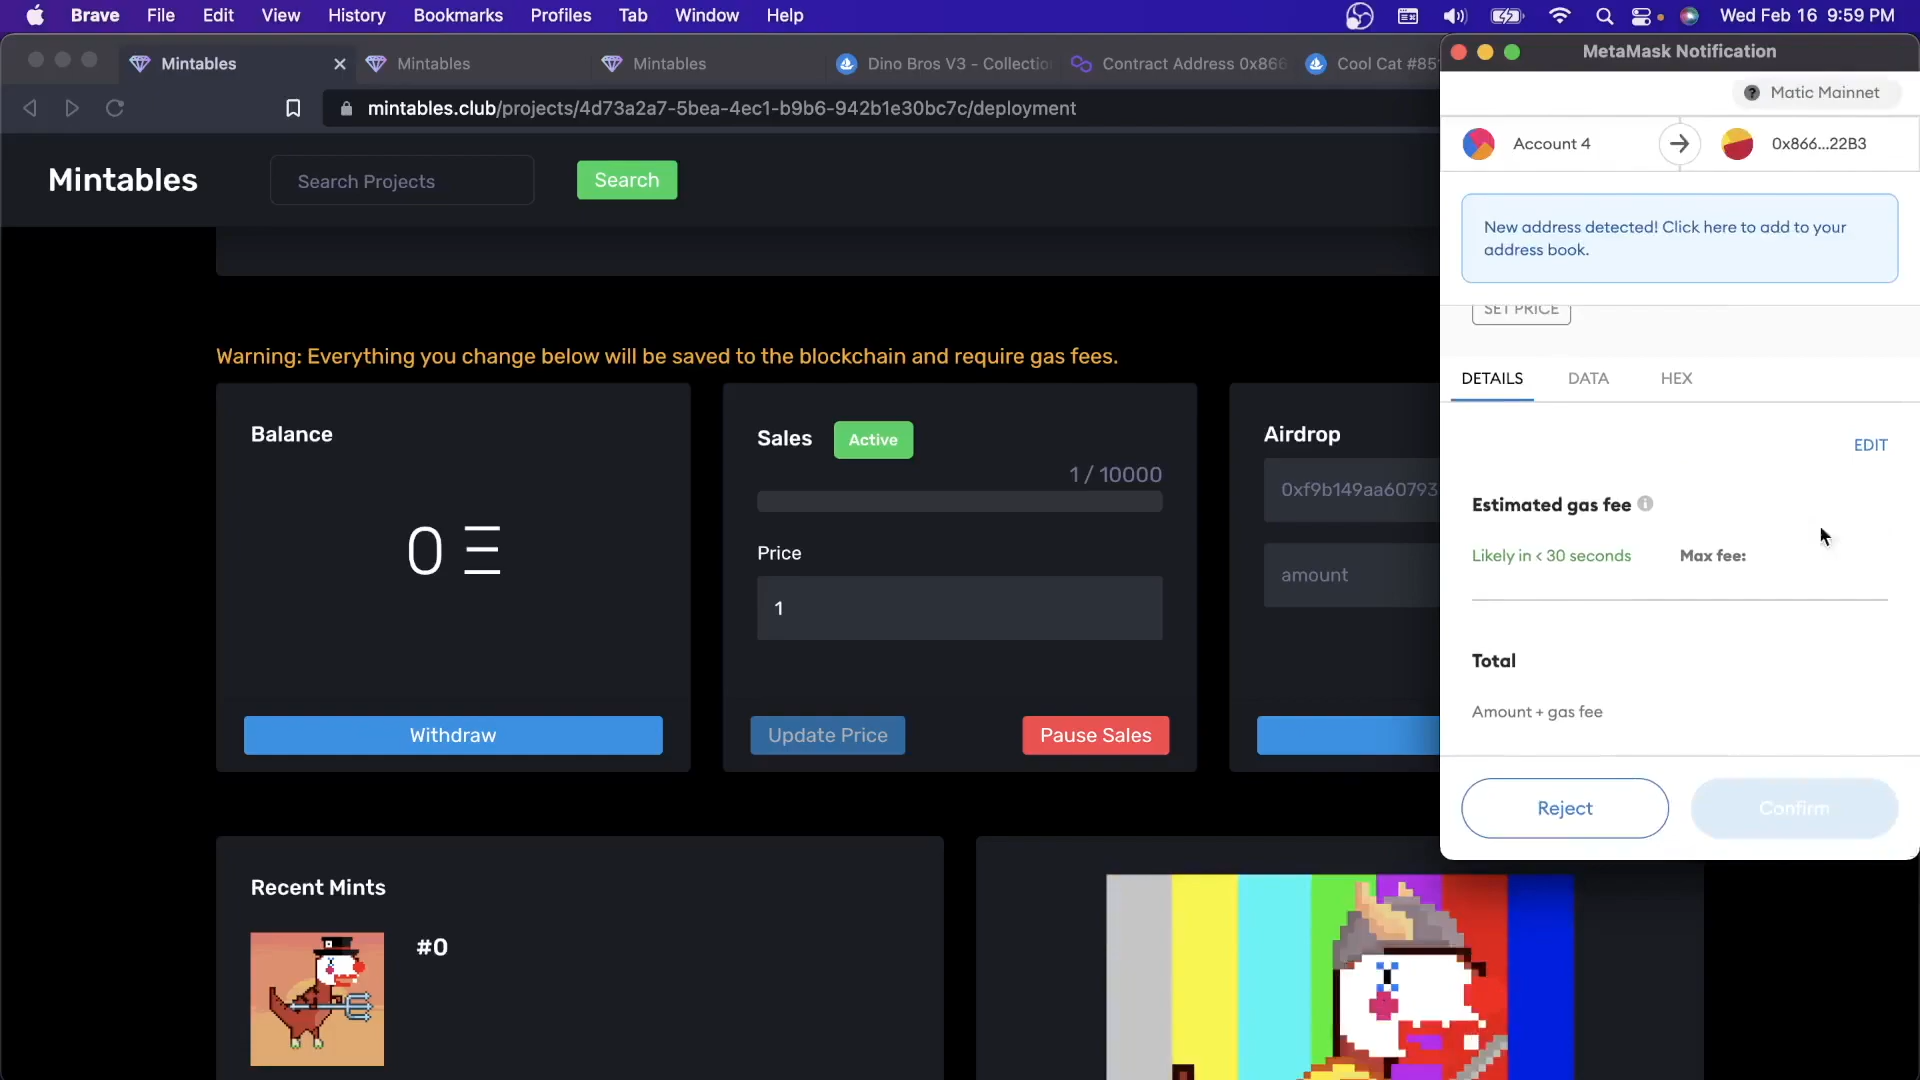 Brave File Edit View History Bookmarks Profiles Tab Window Help Wed Feb 16 9:59 PM
Mintables Mintables Mintables Dino Bros V3 - Collectio Contract Address 0x866 Cool Cat #85
mintables.club/projects/4d73a2a7-5bea-4ec1-b9b6-942b1e30bc7c/deployment
Mintables Search Projects Search
Warning: Everything you change below will be saved to the blockchain and require gas fees.
Balance
0 Ξ
Withdraw
Sales Active
1 / 10000
Price
1
Update Price Pause Sales
Airdrop
0xf9b149aa60793
amount
Recent Mints
#0
MetaMask Notification
Matic Mainnet
Account 4 0x866...22B3
New address detected! Click here to add to your
address book.
SET PRICE
DETAILS DATA HEX
EDIT
Estimated gas fee
Likely in < 30 seconds Max fee:
Total
Amount + gas fee
Reject Confirm